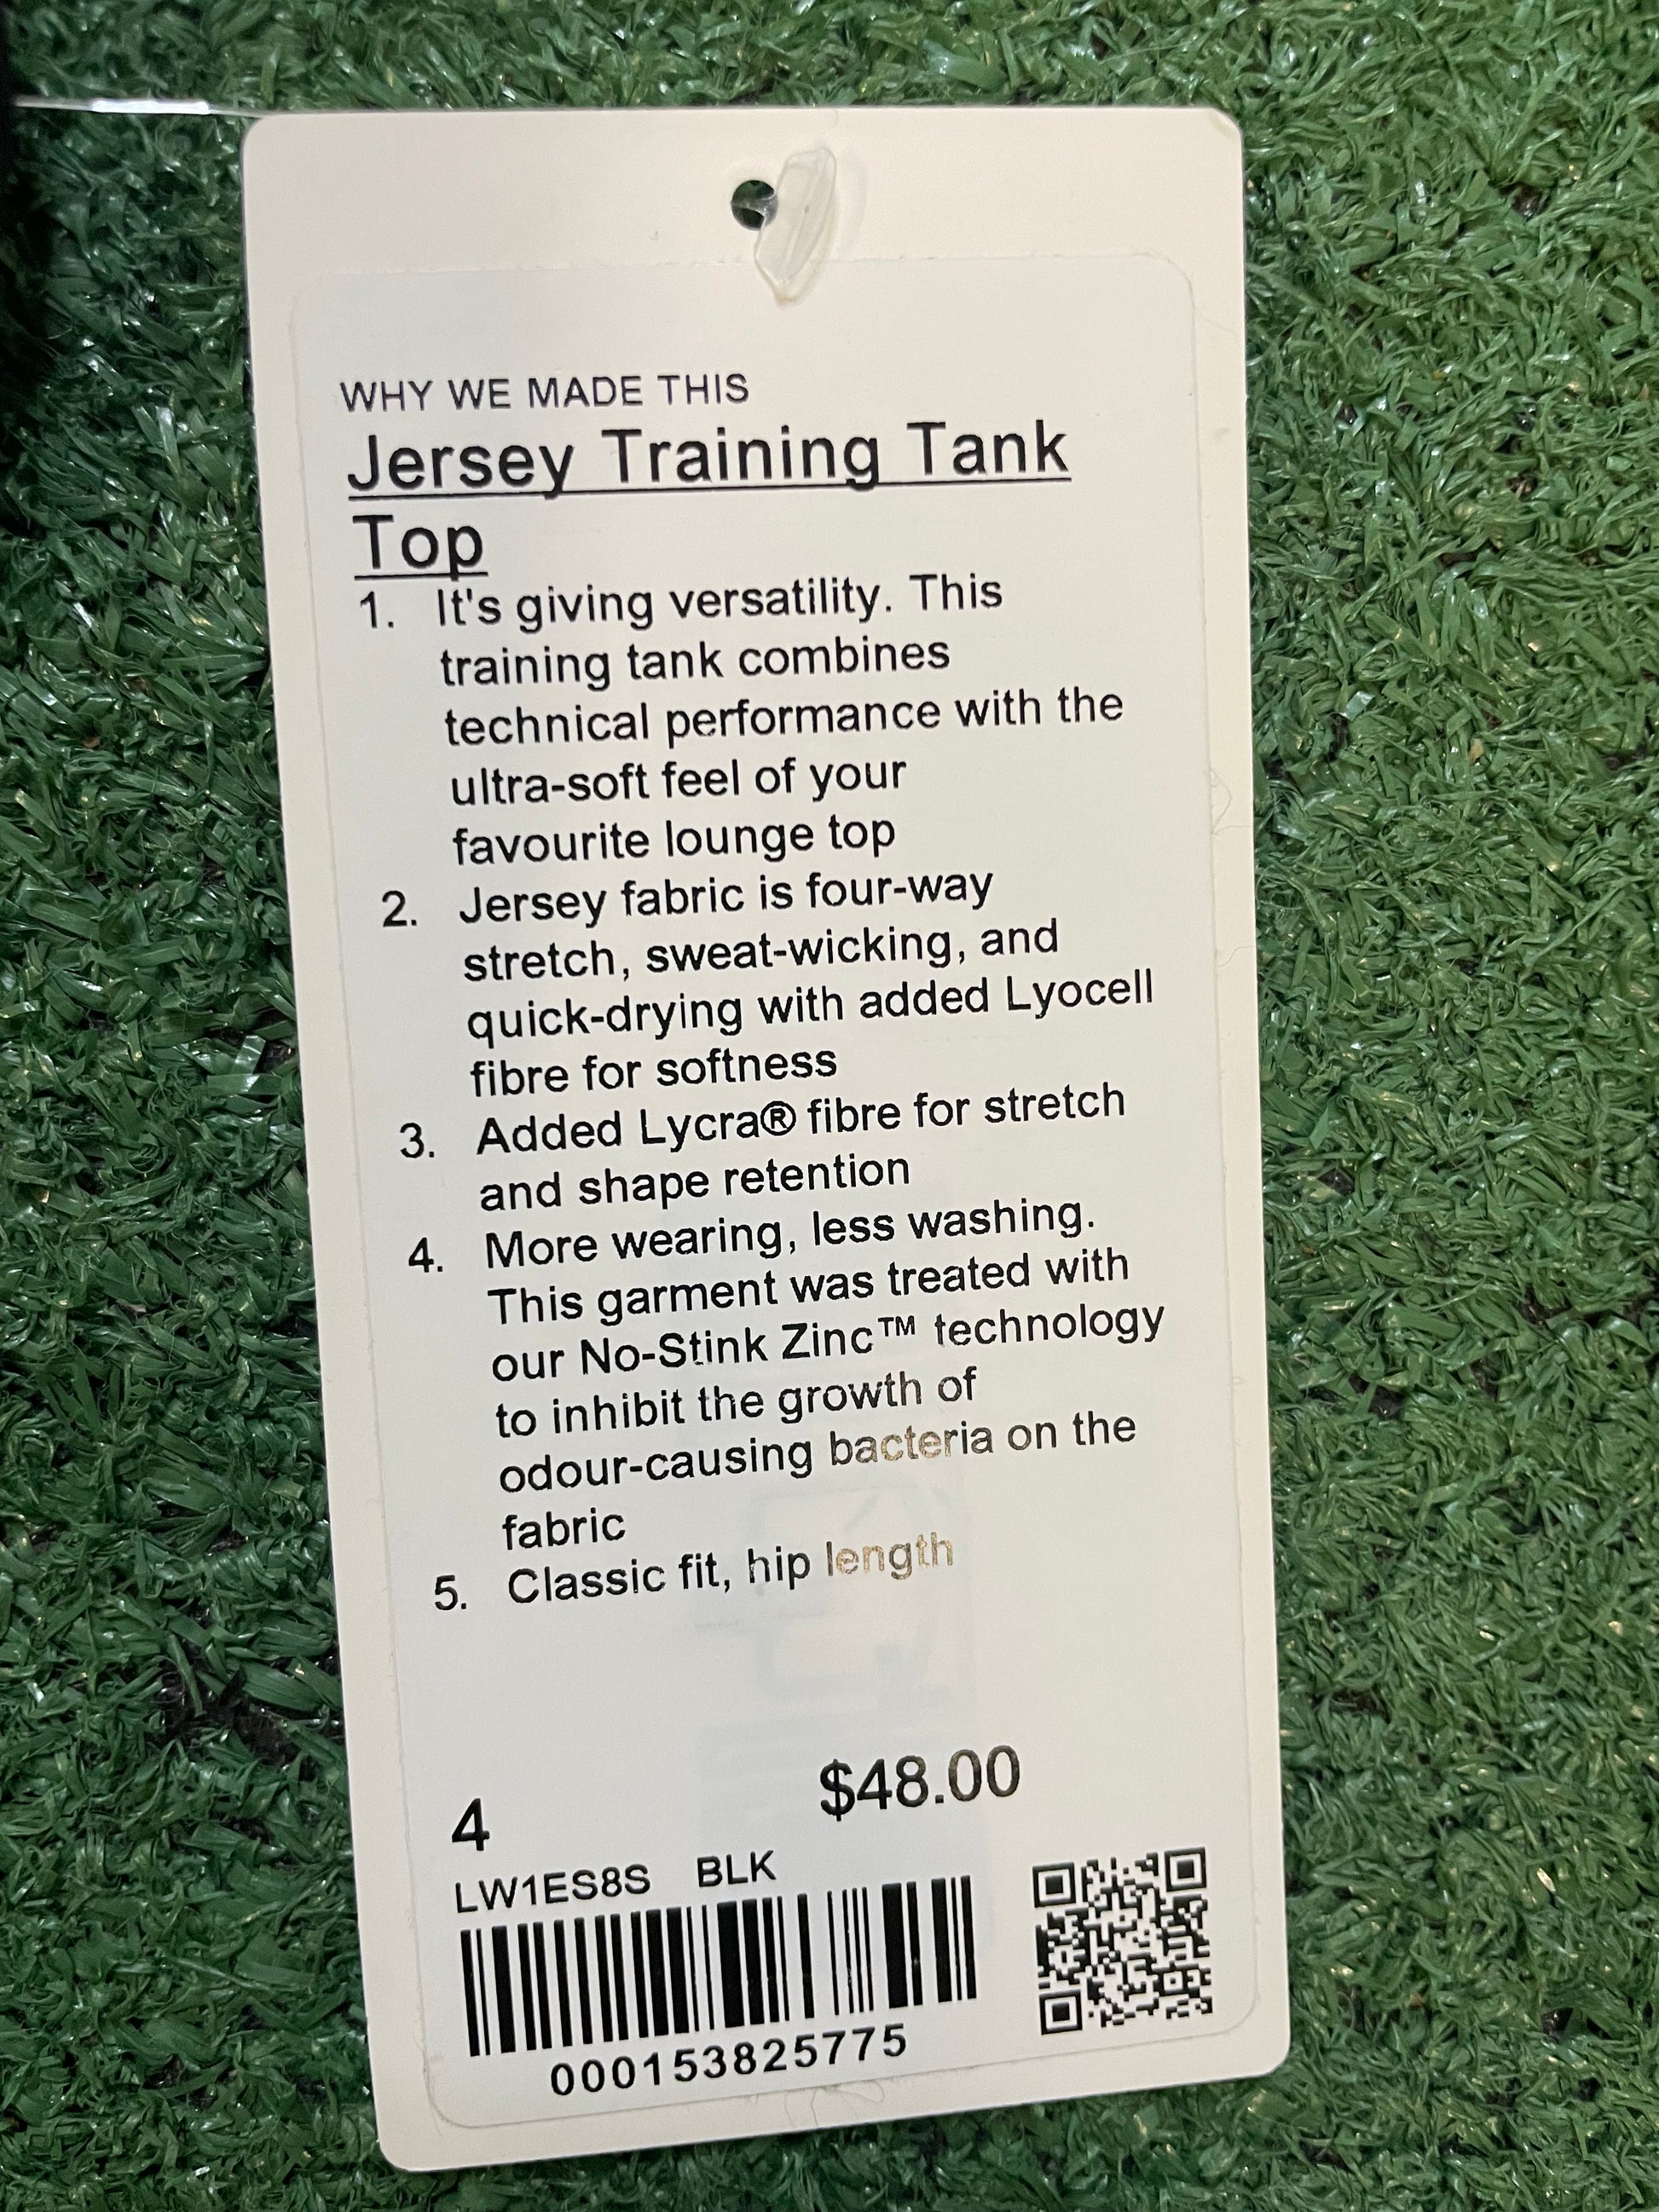 WHY WE MADE THIS
Jersey Training Tank
Top
1. It's giving versatility. This
training tank combines
technical performance with the
ultra-soft feel of your
favourite lounge top
2. Jersey fabric is four-way
stretch, sweat-wicking, and
quick-drying with added Lyocell
fibre for softness
3. Added Lycra® fibre for stretch
and shape retention
4. More wearing, less washing.
This garment was treated with
our No-Stink Zinc™ technology
to inhibit the growth of
odour-causing bacteria on the
fabric
5. Classic fit, hip length
4 $48.00
LW1ES8S BLK
000153825775